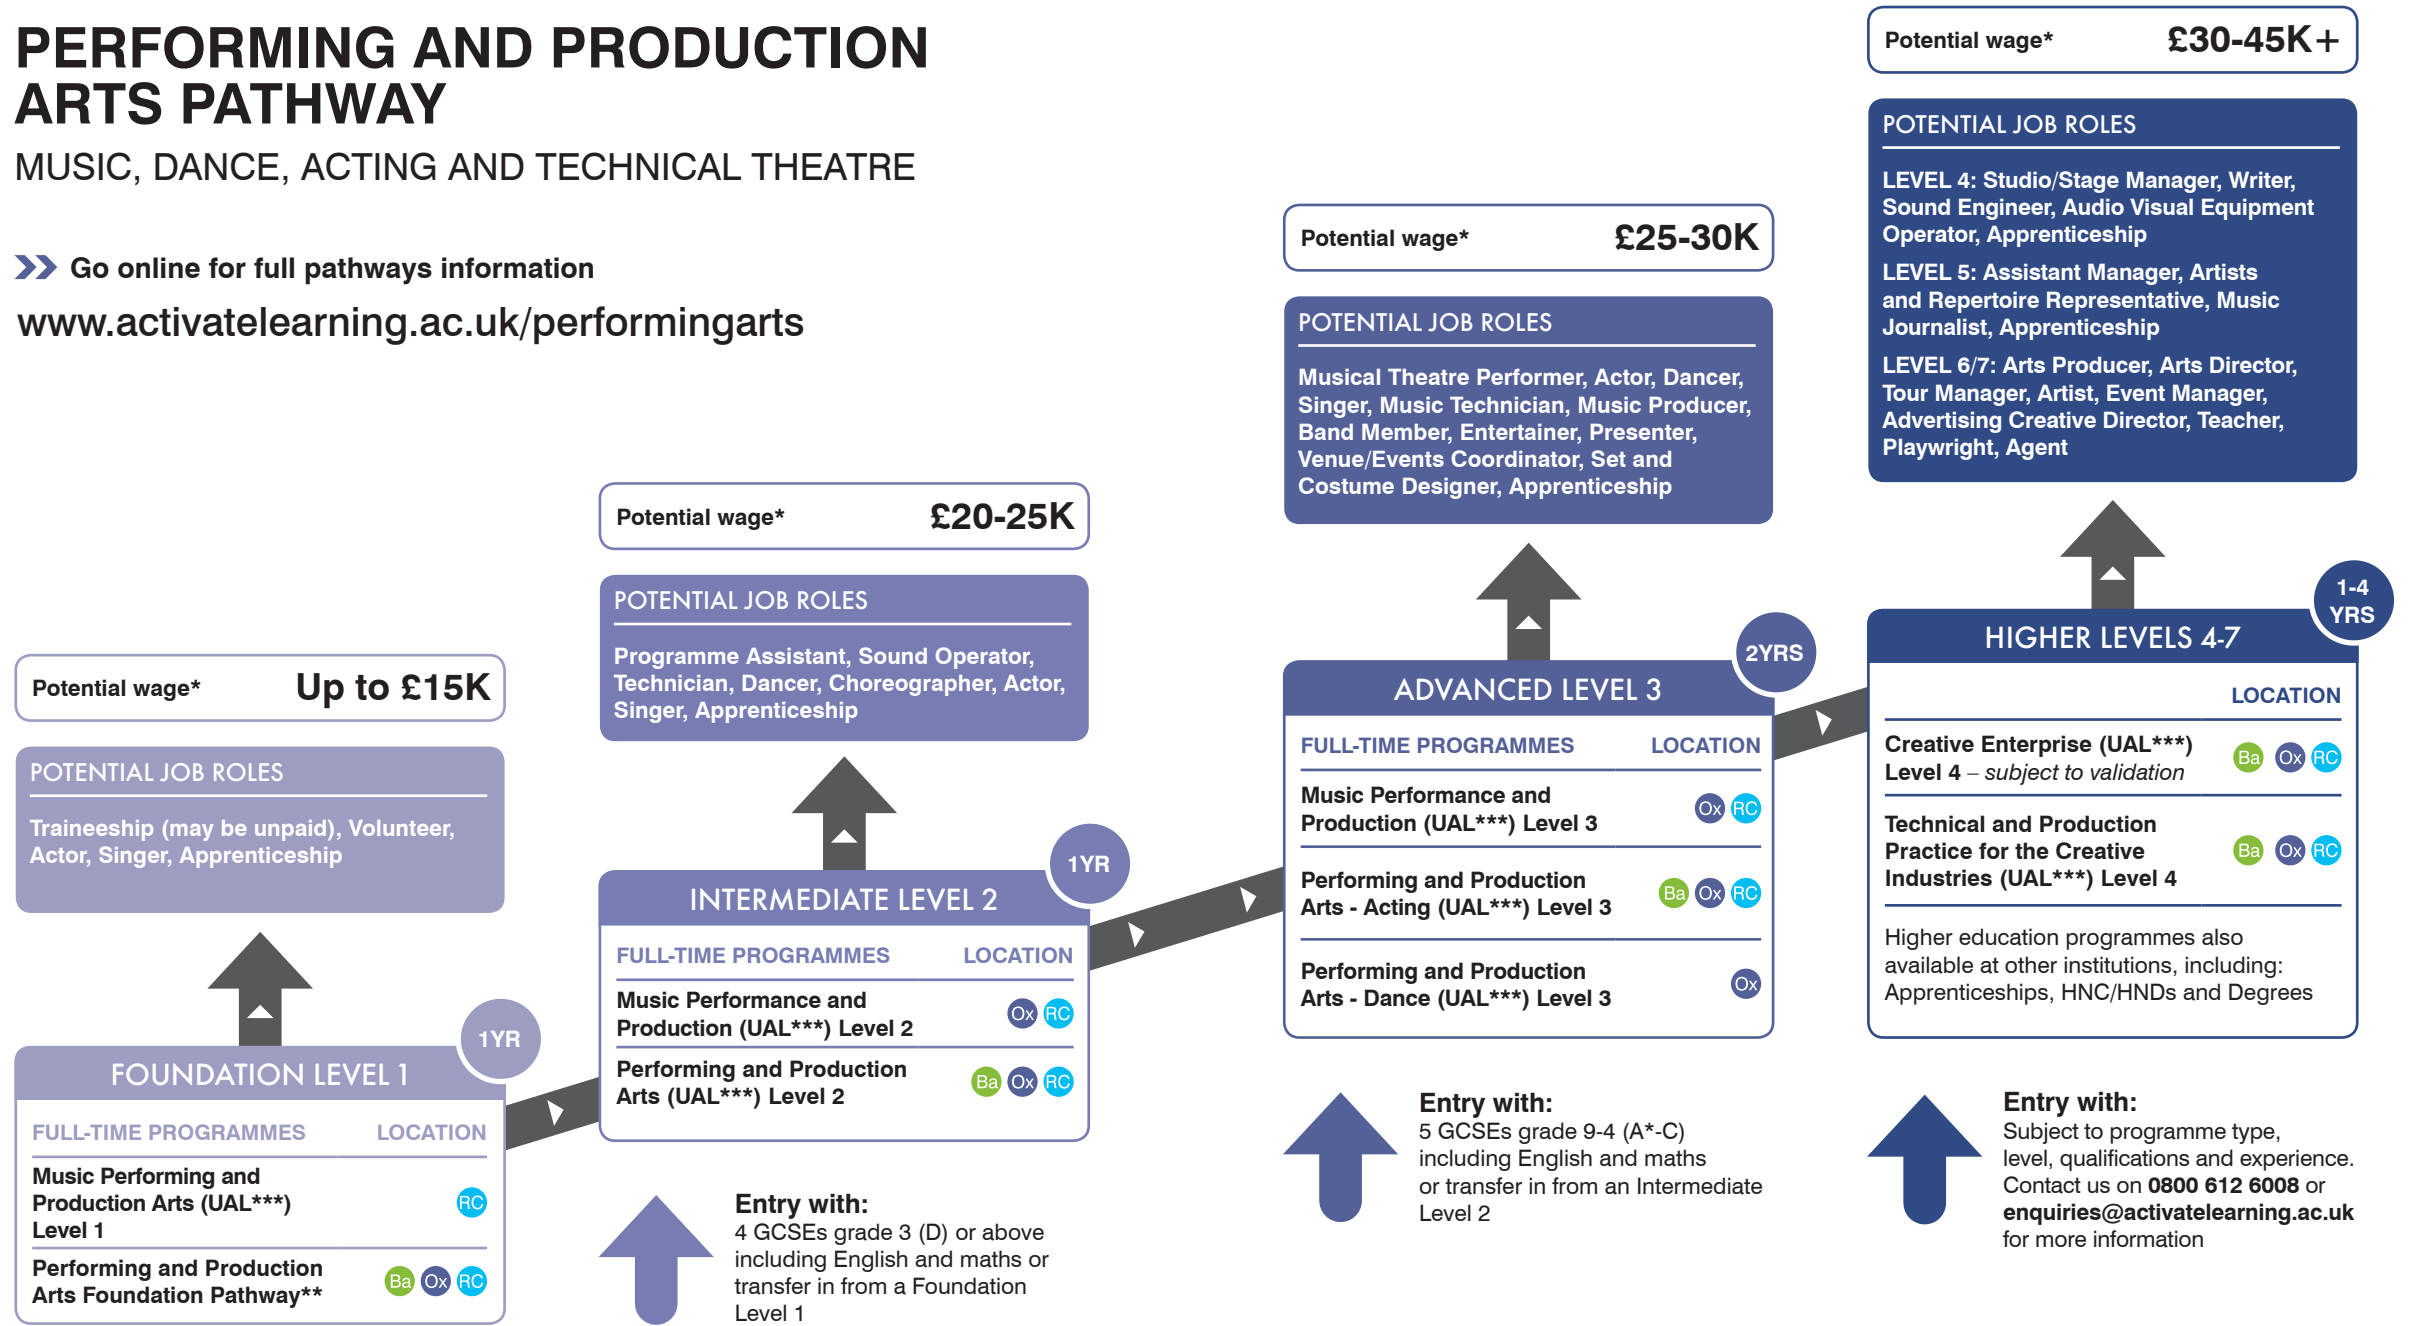 PERFORMING AND PRODUCTION
ARTS PATHWAY
MUSIC, DANCE, ACTING AND TECHNICAL THEATRE
Go online for full pathways information
www.activatelearning.ac.uk/performingarts
Potential wage* Up to £15K
POTENTIAL JOB ROLES
Traineeship (may be unpaid), Volunteer,
Actor, Singer, Apprenticeship
1YR
FOUNDATION LEVEL 1
FULL-TIME PROGRAMMES LOCATION
Music Performing and
Production Arts (UAL***)
Level 1
RC
Performing and Production
Arts Foundation Pathway**
Ba Ox RC
Potential wage* £20-25K
POTENTIAL JOB ROLES
Programme Assistant, Sound Operator,
Technician, Dancer, Choreographer, Actor,
Singer, Apprenticeship
1YR
INTERMEDIATE LEVEL 2
FULL-TIME PROGRAMMES LOCATION
Music Performance and
Production (UAL***) Level 2
Ox RC
Performing and Production
Arts (UAL***) Level 2
Ba Ox RC
Entry with:
4 GCSEs grade 3 (D) or above
including English and maths or
transfer in from a Foundation
Level 1
Potential wage* £25-30K
POTENTIAL JOB ROLES
Musical Theatre Performer, Actor, Dancer,
Singer, Music Technician, Music Producer,
Band Member, Entertainer, Presenter,
Venue/Events Coordinator, Set and
Costume Designer, Apprenticeship
2YRS
ADVANCED LEVEL 3
FULL-TIME PROGRAMMES LOCATION
Music Performance and
Production (UAL***) Level 3
Ox RC
Performing and Production
Arts - Acting (UAL***) Level 3
Ba Ox RC
Performing and Production
Arts - Dance (UAL***) Level 3
Ox
Entry with:
5 GCSEs grade 9-4 (A*-C)
including English and maths
or transfer in from an Intermediate
Level 2
Potential wage* £30-45K+
POTENTIAL JOB ROLES
LEVEL 4: Studio/Stage Manager, Writer,
Sound Engineer, Audio Visual Equipment
Operator, Apprenticeship
LEVEL 5: Assistant Manager, Artists
and Repertoire Representative, Music
Journalist, Apprenticeship
LEVEL 6/7: Arts Producer, Arts Director,
Tour Manager, Artist, Event Manager,
Advertising Creative Director, Teacher,
Playwright, Agent
1-4
YRS
HIGHER LEVELS 4-7
LOCATION
Creative Enterprise (UAL***)
Level 4 – subject to validation
Ba Ox RC
Technical and Production
Practice for the Creative
Industries (UAL***) Level 4
Ba Ox RC
Higher education programmes also
available at other institutions, including:
Apprenticeships, HNC/HNDs and Degrees
Entry with:
Subject to programme type,
level, qualifications and experience.
Contact us on 0800 612 6008 or
enquiries@activatelearning.ac.uk
for more information